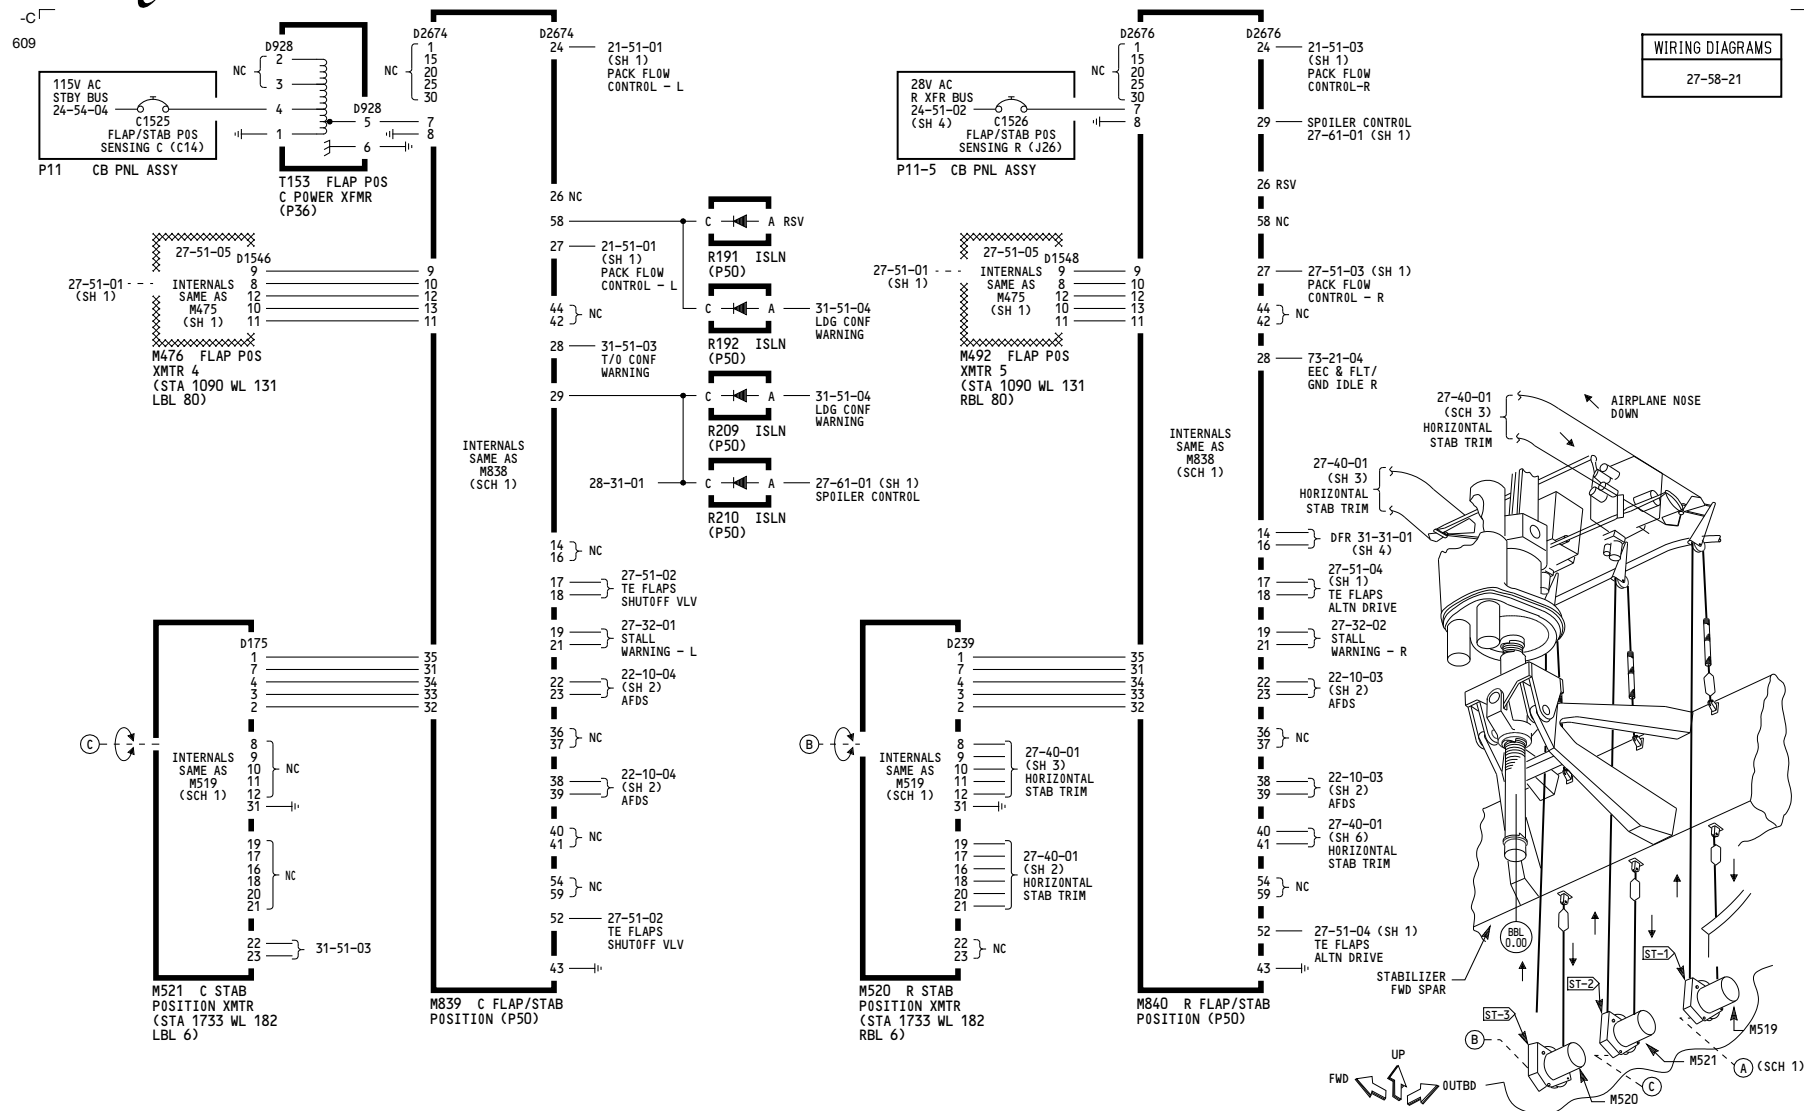 -C
609
WIRING DIAGRAMS
27-58-21
115V AC
STBY BUS
24-54-04
C1525
FLAP/STAB POS
SENSING C (C14)
P11 CB PNL ASSY
D928
2
NC
3
4
1
D928
5
6
T153 FLAP POS
C POWER XFMR
(P36)
D2674
1
15
NC
20
25
30
7
8
27-51-05
D1546
27-51-01
(SH 1)
INTERNALS
SAME AS
M475
(SH 1)
9
8
12
10
11
9
10
12
13
11
M476 FLAP POS
XMTR 4
(STA 1090 WL 131
LBL 80)
INTERNALS
SAME AS
M838
(SCH 1)
D175
1
7
4
3
2
35
31
34
33
32
C
INTERNALS
SAME AS
M519
(SCH 1)
8
9
10
11
12
NC
31
19
17
16
18
20
21
NC
22
23
31-51-03
M521 C STAB
POSITION XMTR
(STA 1733 WL 182
LBL 6)
D2674
24
21-51-01
(SH 1)
PACK FLOW
CONTROL - L
26 NC
58
27
21-51-01
(SH 1)
PACK FLOW
CONTROL - L
44
42
NC
28
31-51-03
T/O CONF
WARNING
29
28-31-01
14
16
NC
17
18
27-51-02
TE FLAPS
SHUTOFF VLV
19
21
27-32-01
STALL
WARNING - L
22
23
22-10-04
(SH 2)
AFDS
36
37
NC
38
39
22-10-04
(SH 2)
AFDS
40
41
NC
54
59
NC
52
27-51-02
TE FLAPS
SHUTOFF VLV
43
M839 C FLAP/STAB
POSITION (P50)
C A RSV
R191 ISLN
(P50)
C A
31-51-04
LDG CONF
WARNING
R192 ISLN
(P50)
C A
31-51-04
LDG CONF
WARNING
R209 ISLN
(P50)
C A
27-61-01 (SH 1)
SPOILER CONTROL
R210 ISLN
(P50)
28V AC
R XFR BUS
24-51-02
(SH 4)
C1526
FLAP/STAB POS
SENSING R (J26)
P11-5 CB PNL ASSY
D2676
1
15
NC
20
25
30
7
8
27-51-05
D1548
27-51-01
(SH 1)
INTERNALS
SAME AS
M475
(SH 1)
9
8
12
10
11
9
10
12
13
11
M492 FLAP POS
XMTR 5
(STA 1090 WL 131
RBL 80)
INTERNALS
SAME AS
M838
(SCH 1)
D239
1
7
4
3
2
35
31
34
33
32
B
INTERNALS
SAME AS
M519
(SCH 1)
8
9
10
11
12
27-40-01
(SH 3)
HORIZONTAL
STAB TRIM
31
19
17
16
18
20
21
27-40-01
(SH 2)
HORIZONTAL
STAB TRIM
22
23
NC
M520 R STAB
POSITION XMTR
(STA 1733 WL 182
RBL 6)
D2676
24
21-51-03
(SH 1)
PACK FLOW
CONTROL-R
29
SPOILER CONTROL
27-61-01 (SH 1)
26 RSV
58 NC
27
27-51-03 (SH 1)
PACK FLOW
CONTROL - R
44
42
NC
28
73-21-04
EEC & FLT/
GND IDLE R
14
16
DFR 31-31-01
(SH 4)
17
18
27-51-04
(SH 1)
TE FLAPS
ALTN DRIVE
19
21
27-32-02
STALL
WARNING - R
22
23
22-10-03
(SH 2)
AFDS
36
37
NC
38
39
22-10-03
(SH 2)
AFDS
40
41
27-40-01
(SH 6)
HORIZONTAL
STAB TRIM
54
59
NC
52
27-51-04 (SH 1)
TE FLAPS
ALTN DRIVE
43
M840 R FLAP/STAB
POSITION (P50)
27-40-01
(SCH 3)
HORIZONTAL
STAB TRIM
AIRPLANE NOSE
DOWN
27-40-01
(SH 3)
HORIZONTAL
STAB TRIM
BBL
0.00
STABILIZER
FWD SPAR
ST-1
ST-2
ST-3
M519
A (SCH 1)
M521
C
B
M520
UP
FWD
OUTBD